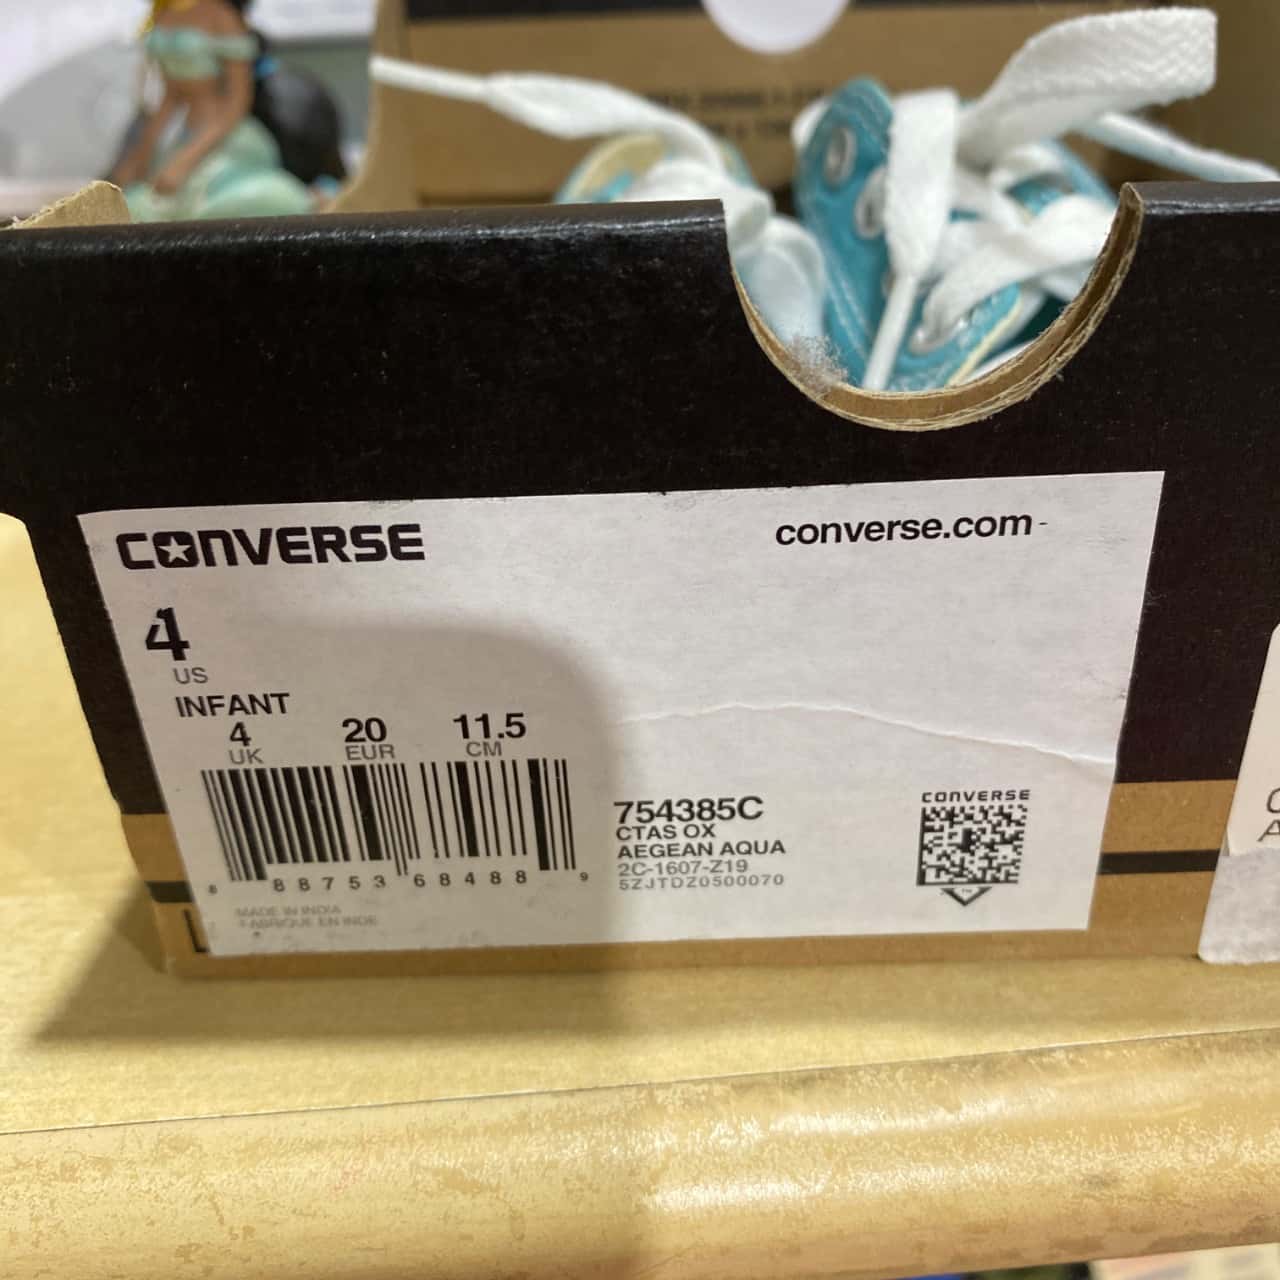 CONVERSE
converse.com
4
US
INFANT
4 20 11.5
UK EUR CM
8 88753 68488 9
MADE IN INDIA
FABRIQUE EN INDE
754385C
CTAS OX
AEGEAN AQUA
2C-1607-Z19
5ZJTDZ0500070
CONVERSE
TM